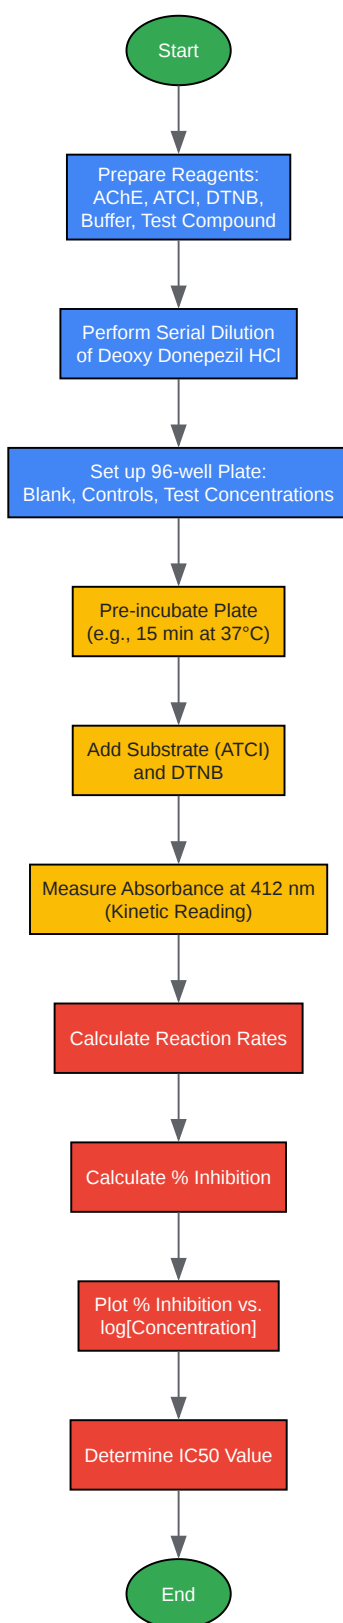 Start
Prepare Reagents:
AChE, ATCI, DTNB,
Buffer, Test Compound
Perform Serial Dilution
of Deoxy Donepezil HCl
Set up 96-well Plate:
Blank, Controls, Test Concentrations
Pre-incubate Plate
(e.g., 15 min at 37°C)
Add Substrate (ATCI)
and DTNB
Measure Absorbance at 412 nm
(Kinetic Reading)
Calculate Reaction Rates
Calculate % Inhibition
Plot % Inhibition vs.
log[Concentration]
Determine IC50 Value
End